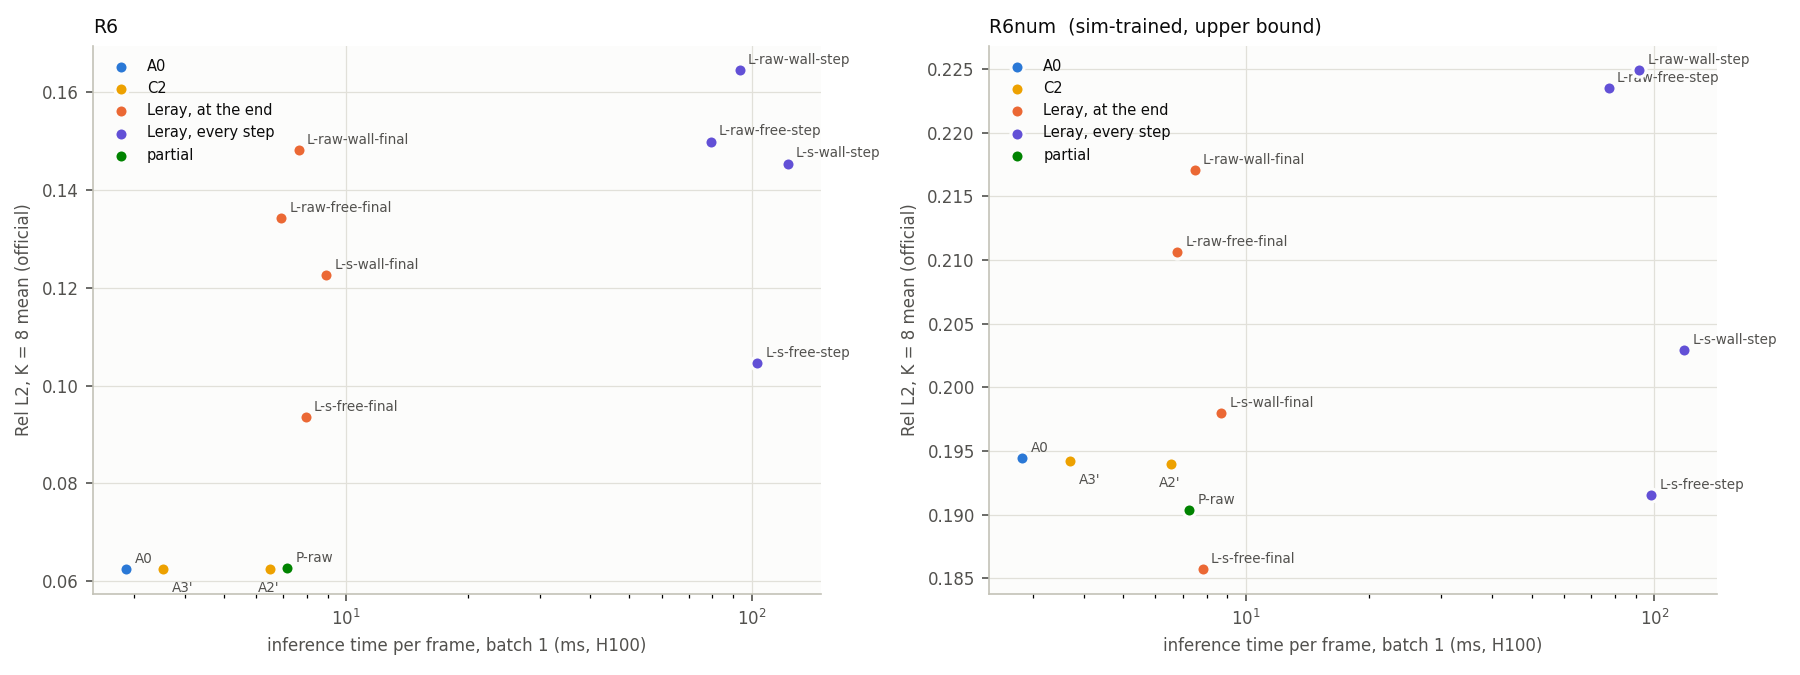 R6
A0
C2
Leray, at the end
Leray, every step
partial
L-raw-wall-step
L-raw-free-step
L-s-wall-step
L-raw-wall-final
L-raw-free-final
L-s-wall-final
L-s-free-step
L-s-free-final
A0
A3'
A2'
P-raw
0.16
0.14
0.12
0.10
0.08
0.06
10¹
10²
Rel L2, K = 8 mean (official)
inference time per frame, batch 1 (ms, H100)
R6num (sim-trained, upper bound)
A0
C2
Leray, at the end
Leray, every step
partial
L-raw-wall-step
L-raw-free-step
L-raw-wall-final
L-raw-free-final
L-s-wall-step
L-s-wall-final
A0
A3'
A2'
P-raw
L-s-free-step
L-s-free-final
0.225
0.220
0.215
0.210
0.205
0.200
0.195
0.190
0.185
10¹
10²
Rel L2, K = 8 mean (official)
inference time per frame, batch 1 (ms, H100)